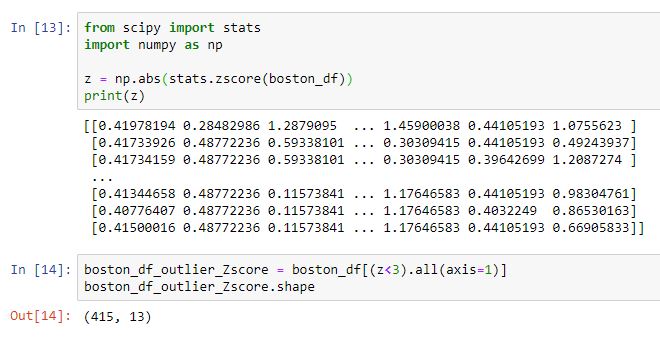 In [13]: from scipy import stats
import numpy as np
z = np.abs(stats.zscore(boston_df))
print(z)
[[0.41978194 0.28482986 1.2879095 ... 1.45900038 0.44105193 1.0755623 ]
[0.41733926 0.48772236 0.59338101 ... 0.30309415 0.44105193 0.49243937]
[0.41734159 0.48772236 0.59338101 ... 0.30309415 0.39642699 1.2087274 ]
...
[0.41344658 0.48772236 0.11573841 ... 1.17646583 0.44105193 0.98304761]
[0.40776407 0.48772236 0.11573841 ... 1.17646583 0.4032249 0.86530163]
[0.41500016 0.48772236 0.11573841 ... 1.17646583 0.44105193 0.66905833]]
In [14]: boston_df_outlier_Zscore = boston_df[(z<3).all(axis=1)]
boston_df_outlier_Zscore.shape
Out[14]: (415, 13)